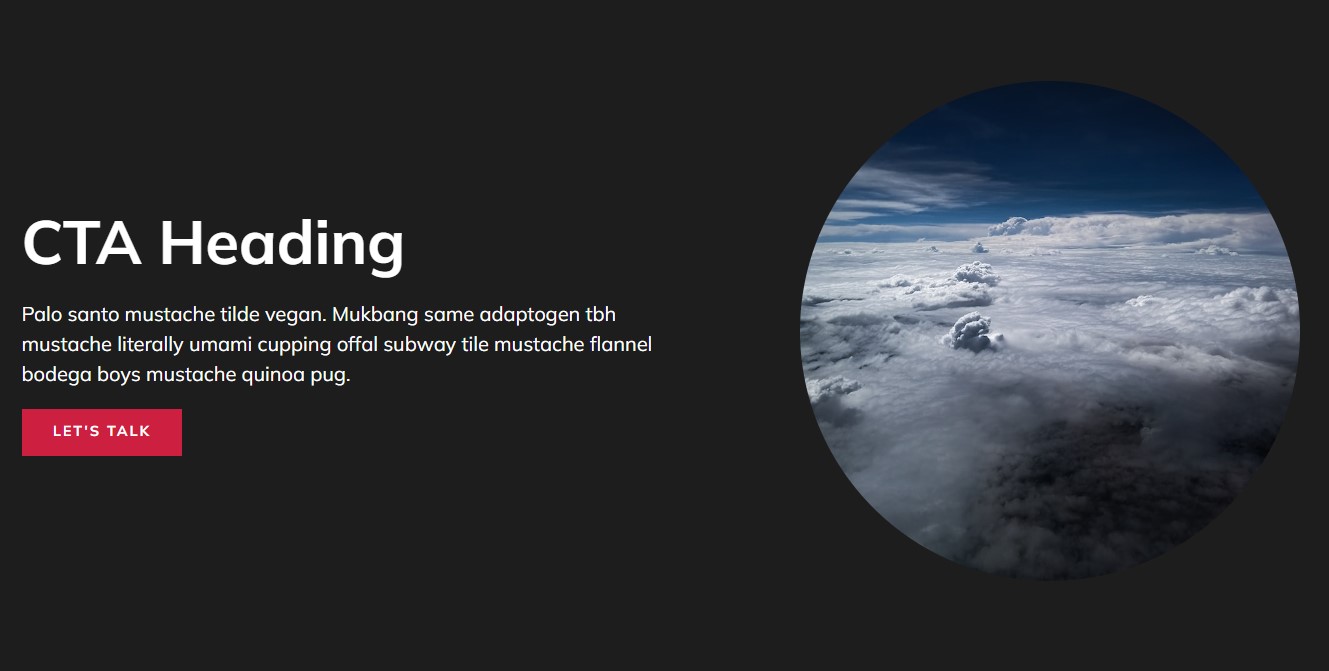 CTA Heading
Palo santo mustache tilde vegan. Mukbang same adaptogen tbh
mustache literally umami cupping offal subway tile mustache flannel
bodega boys mustache quinoa pug.
LET'S TALK